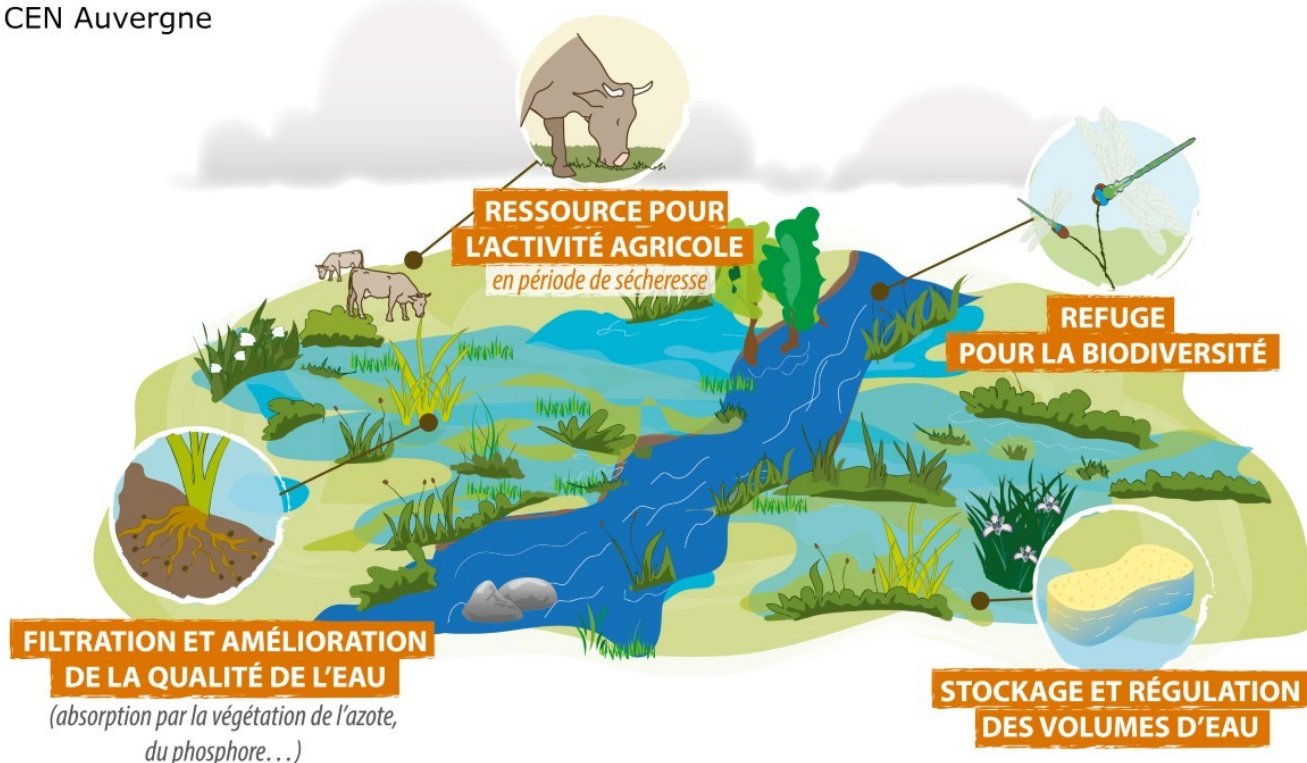 CEN Auvergne
RESSOURCE POUR
L'ACTIVITÉ AGRICOLE
en période de sécheresse
REFUGE
POUR LA BIODIVERSITÉ
FILTRATION ET AMÉLIORATION
DE LA QUALITÉ DE L'EAU
(absorption par la végétation de l'azote,
du phosphore...)
STOCKAGE ET RÉGULATION
DES VOLUMES D'EAU